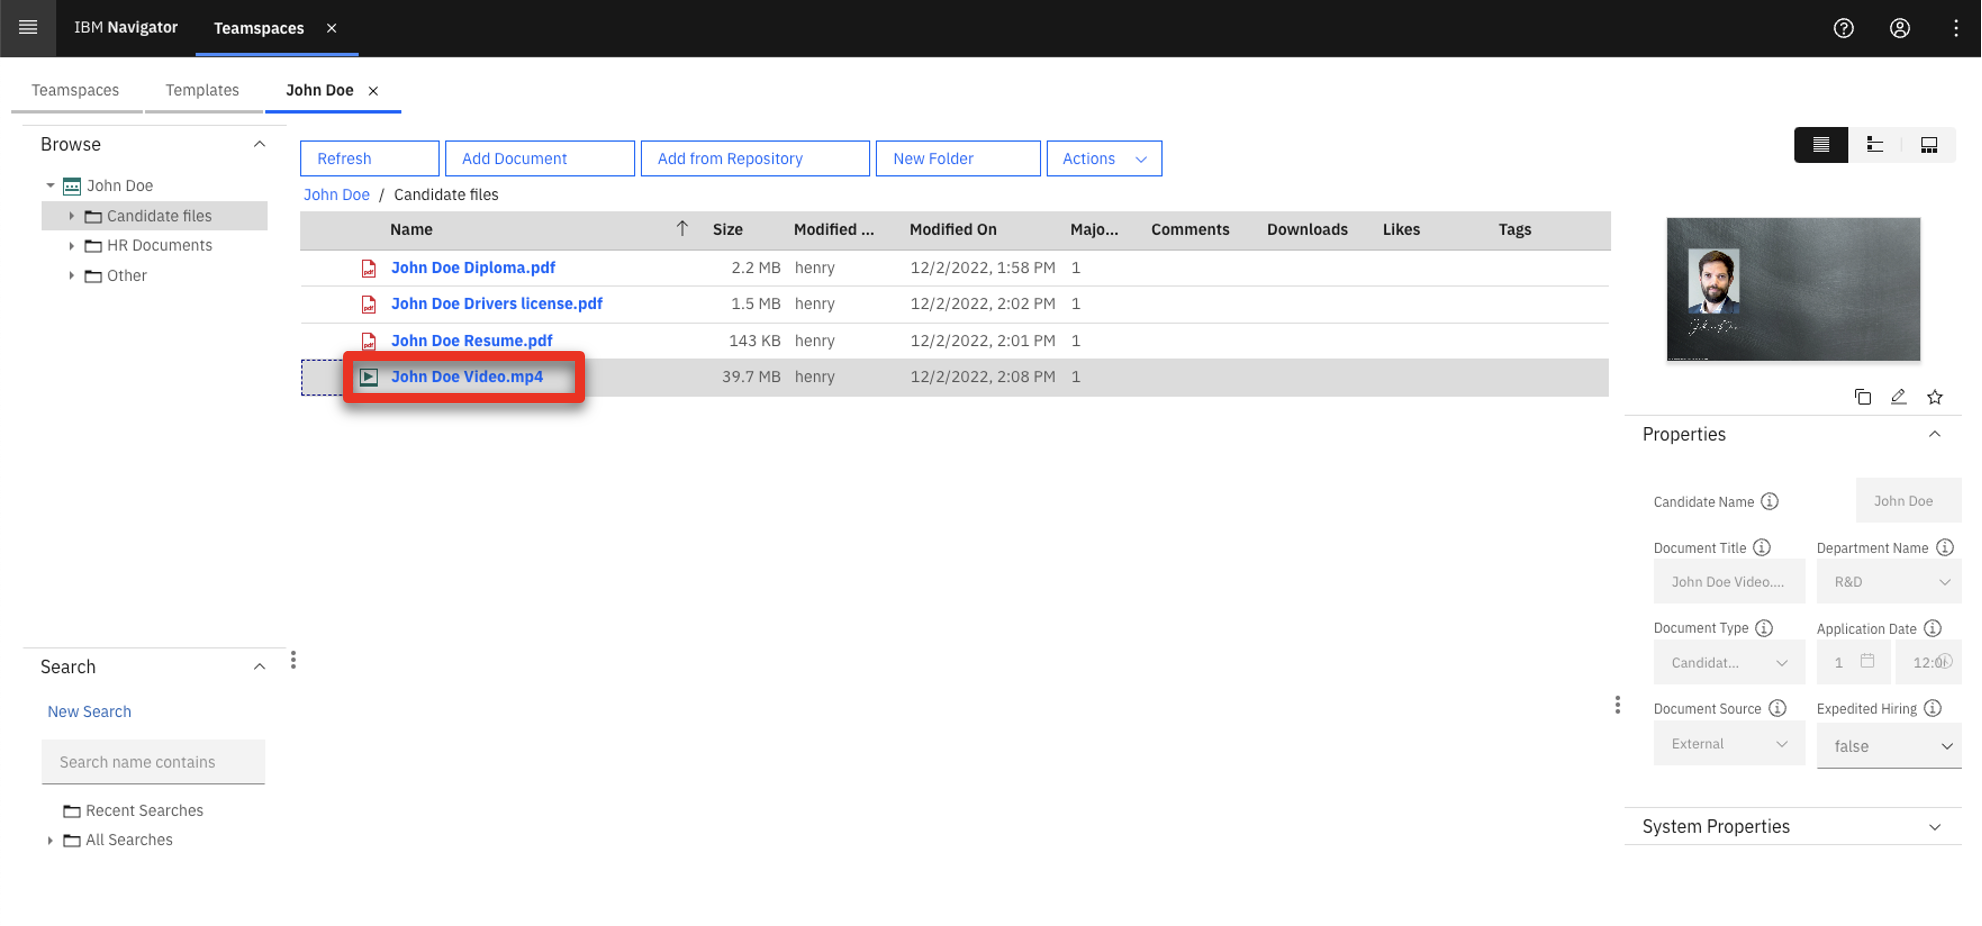 IBM Navigator Teamspaces
Teamspaces Templates John Doe
Browse
John Doe
Candidate files
HR Documents
Other
Refresh Add Document Add from Repository New Folder Actions
John Doe / Candidate files
Name Size Modified ... Modified On Majo... Comments Downloads Likes Tags
pdf John Doe Diploma.pdf 2.2 MB henry 12/2/2022, 1:58 PM 1
pdf John Doe Drivers license.pdf 1.5 MB henry 12/2/2022, 2:02 PM 1
pdf John Doe Resume.pdf 143 KB henry 12/2/2022, 2:01 PM 1
John Doe Video.mp4 39.7 MB henry 12/2/2022, 2:08 PM 1
Search
New Search
Search name contains
Recent Searches
All Searches
Properties
Candidate Name John Doe
Document Title Department Name
John Doe Video.... R&D
Document Type Application Date
Candidat... 1 12:0
Document Source Expedited Hiring
External false
System Properties